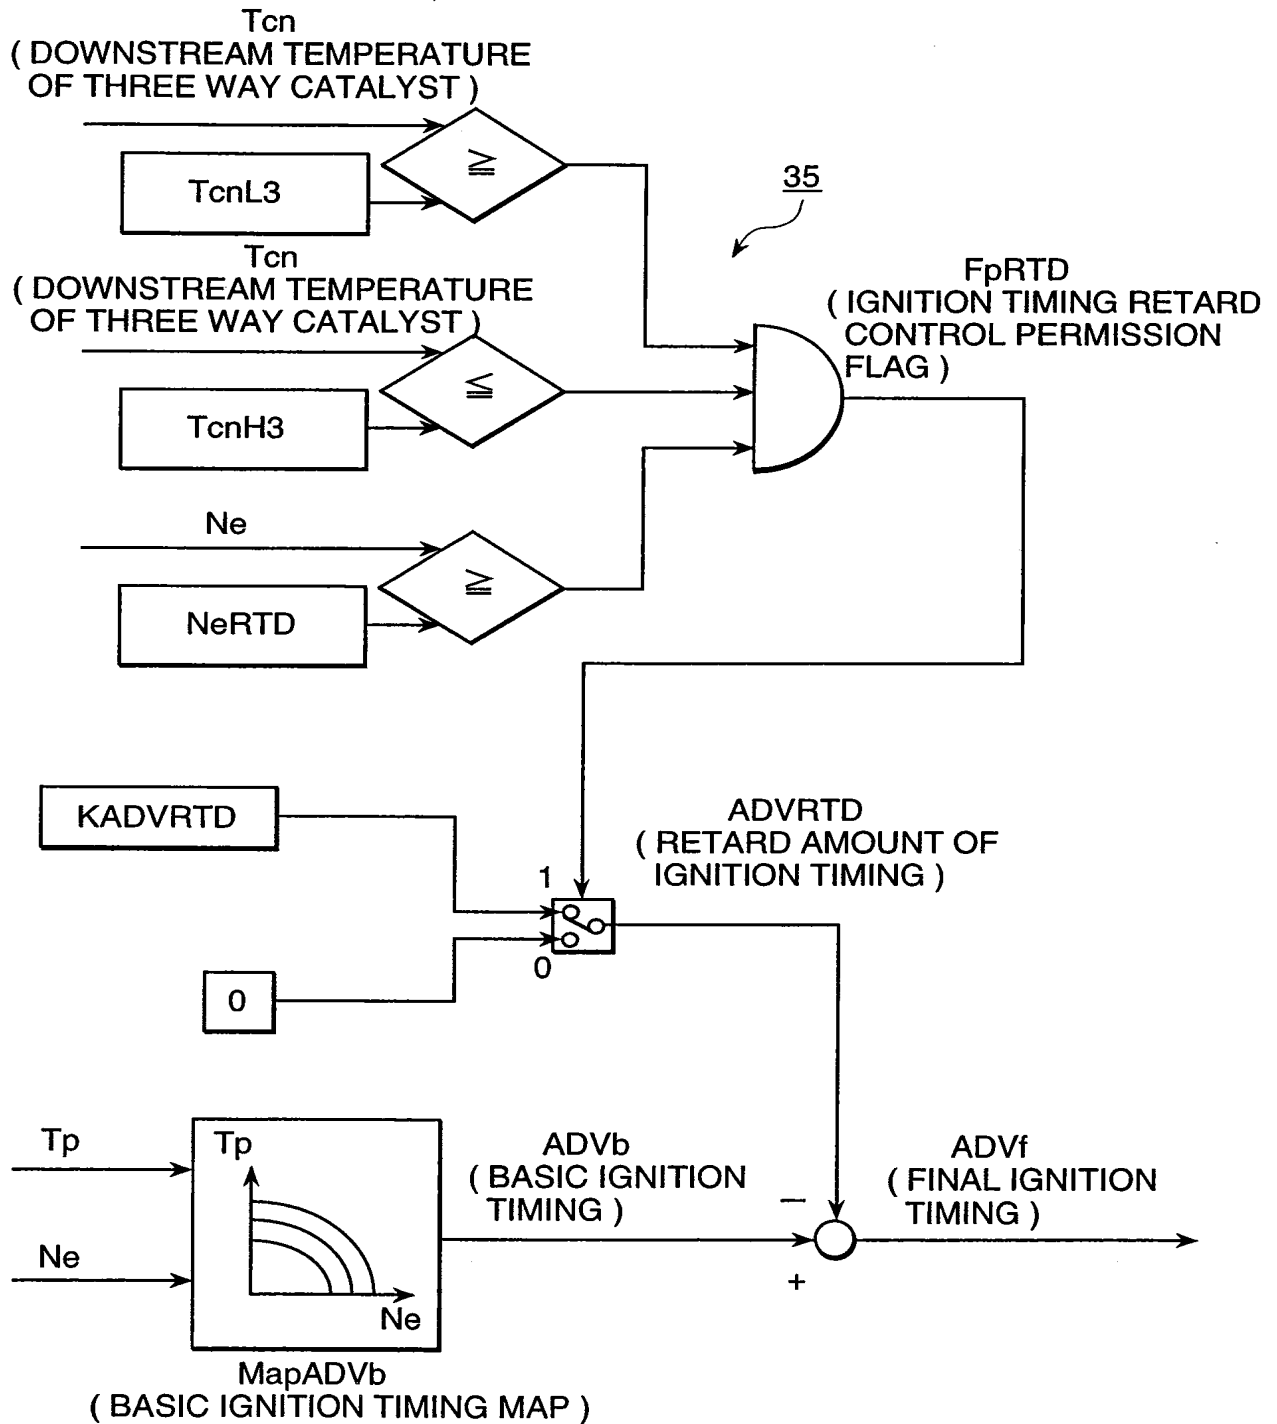 Tcn
( DOWNSTREAM TEMPERATURE
OF THREE WAY CATALYST )
≧
TcnL3
35
Tcn
( DOWNSTREAM TEMPERATURE
OF THREE WAY CATALYST )
≦
TcnH3
FpRTD
( IGNITION TIMING RETARD
CONTROL PERMISSION
FLAG )
Ne
≧
NeRTD
KADVRTD
ADVRTD
( RETARD AMOUNT OF
IGNITION TIMING )
1
0
0
Tp
Ne
Tp
Ne
MapADVb
( BASIC IGNITION TIMING MAP )
ADVb
( BASIC IGNITION
TIMING )
−
+
ADVf
( FINAL IGNITION
TIMING )